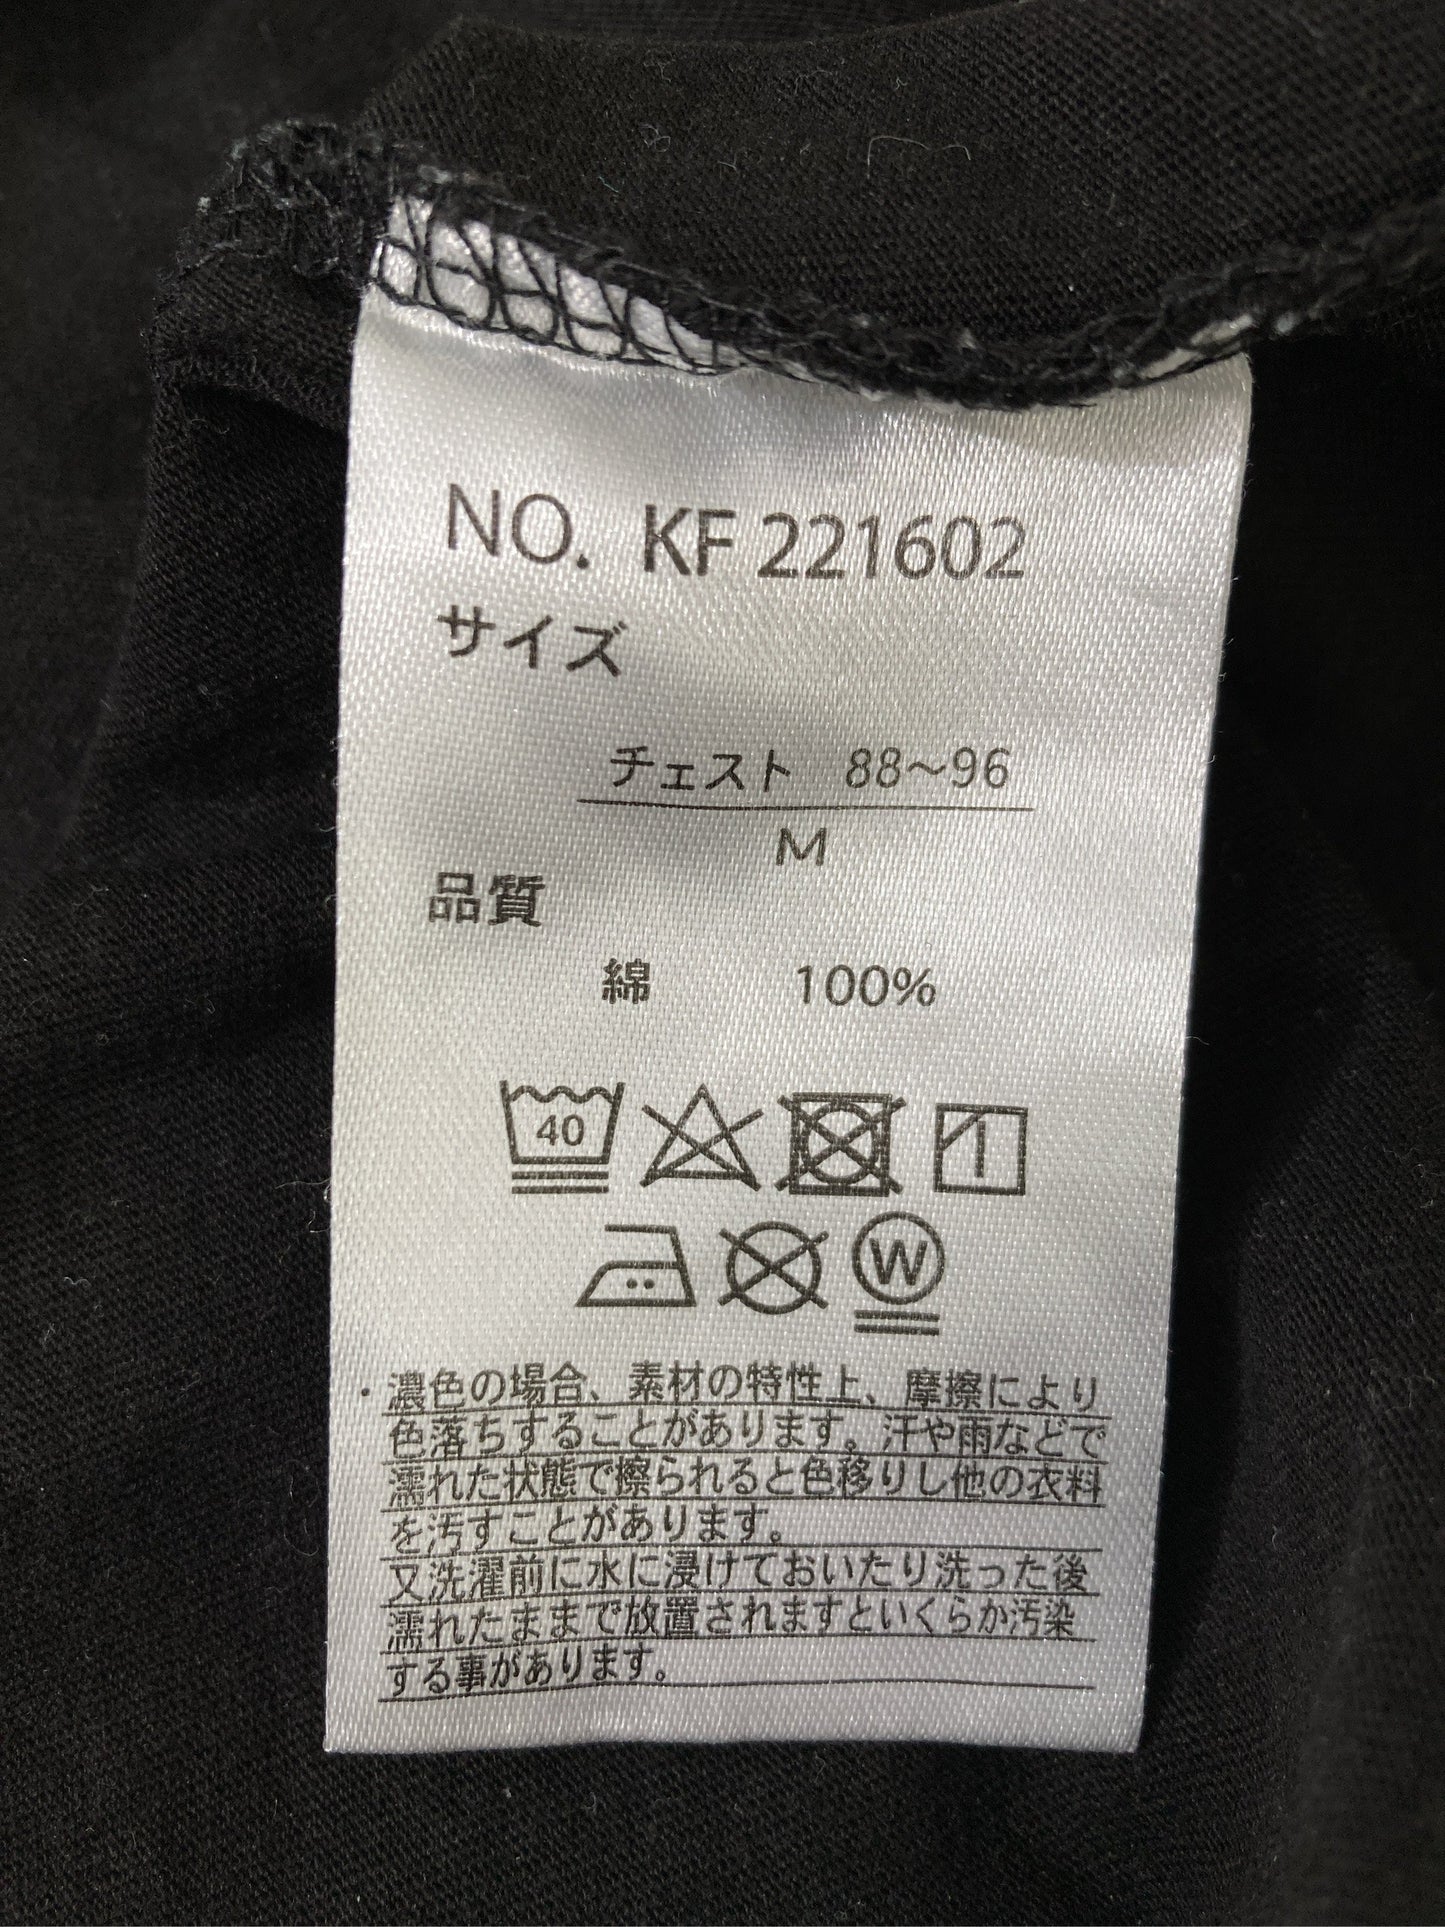 NO. KF 221602
サイズ
チェスト 88～96
M
品質
綿 100%
40
W
・濃色の場合、素材の特性上、摩擦により
色落ちすることがあります。汗や雨などで
濡れた状態で擦られると色移りし他の衣料
を汚すことがあります。
又洗濯前に水に浸けておいたり洗った後
濡れたままで放置されますといくらか汚染
する事があります。